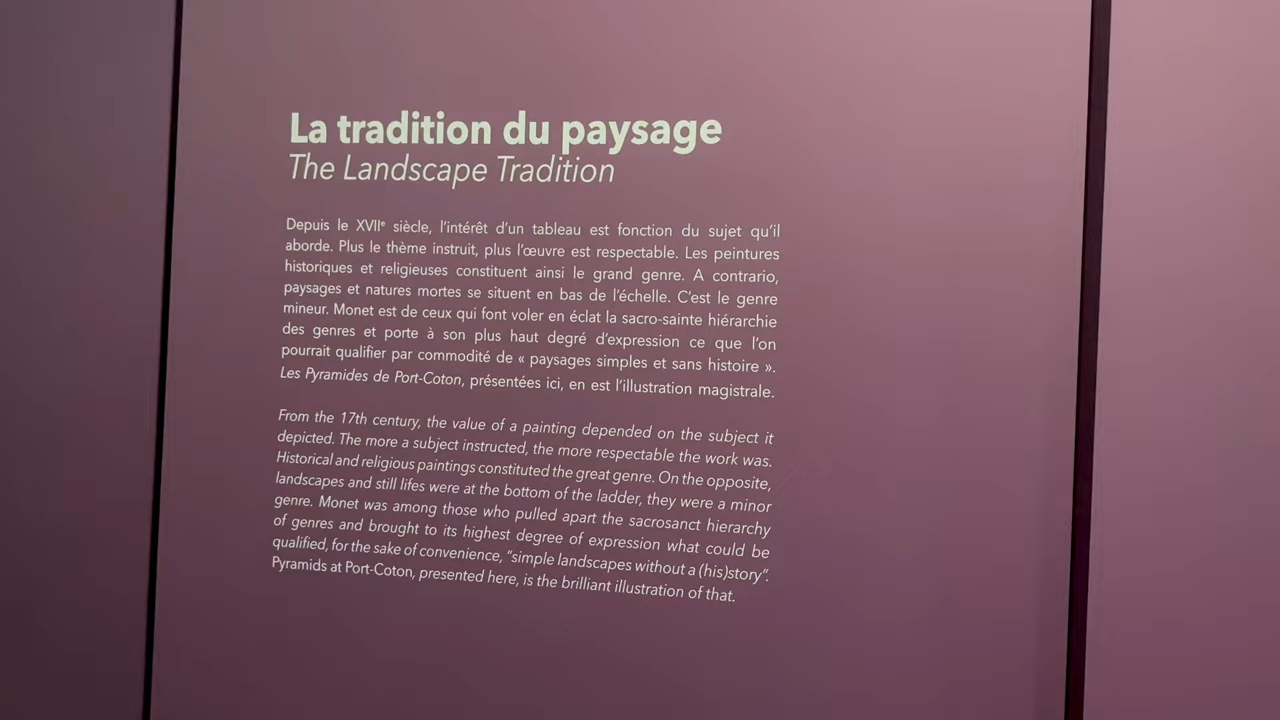 La tradition du paysage
The Landscape Tradition
Depuis le XVIIe siècle, l'intérêt d'un tableau est fonction du sujet qu'il
aborde. Plus le thème instruit, plus l'œuvre est respectable. Les peintures
historiques et religieuses constituent ainsi le grand genre. A contrario,
paysages et natures mortes se situent en bas de l'échelle. C'est le genre
mineur. Monet est de ceux qui font voler en éclat la sacro-sainte hiérarchie
des genres et porte à son plus haut degré d'expression ce que l'on
pourrait qualifier par commodité de « paysages simples et sans histoire ».
Les Pyramides de Port-Coton, présentées ici, en est l'illustration magistrale.
From the 17th century, the value of a painting depended on the subject it
depicted. The more a subject instructed, the more respectable the work was.
Historical and religious paintings constituted the great genre. On the opposite,
landscapes and still lifes were at the bottom of the ladder, they were a minor
genre. Monet was among those who pulled apart the sacrosanct hierarchy
of genres and brought to its highest degree of expression what could be
qualified, for the sake of convenience, "simple landscapes without a (his)story".
Pyramids at Port-Coton, presented here, is the brilliant illustration of that.